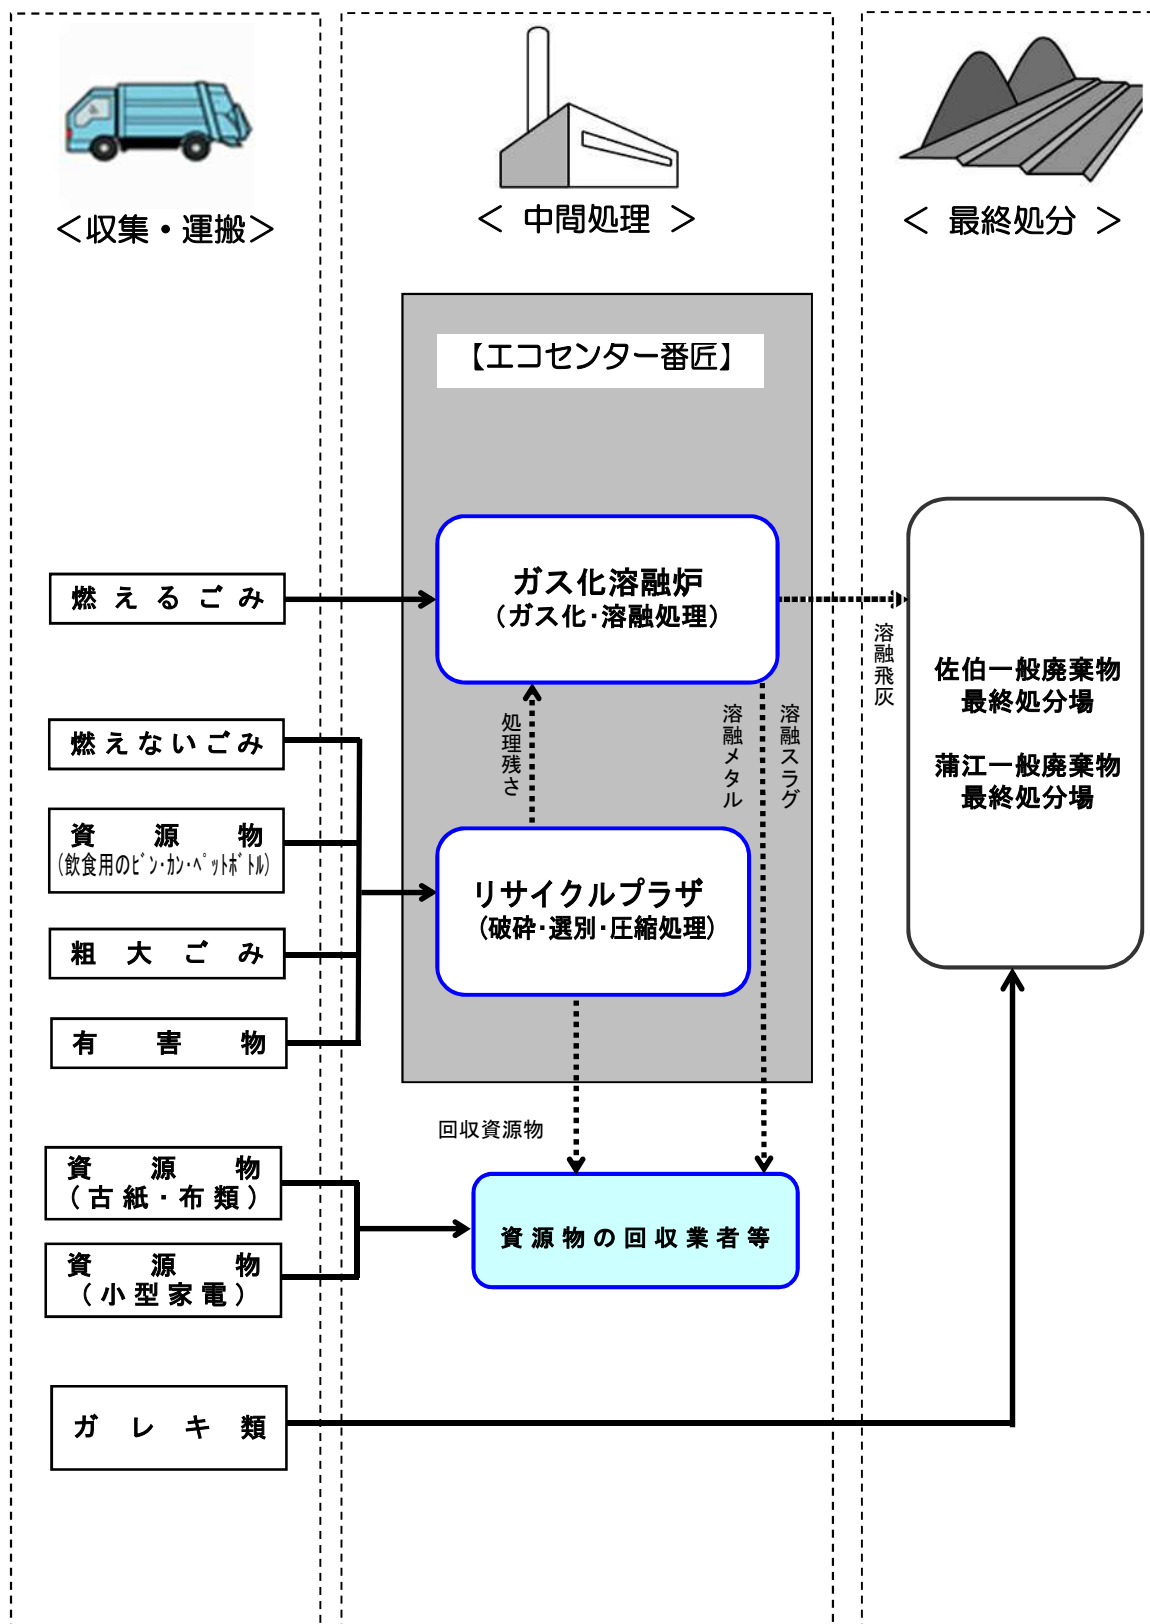 ＜収集・運搬＞
＜ 中間処理 ＞
＜ 最終処分 ＞
【エコセンター番匠】
燃えるごみ
ガス化溶融炉
（ガス化・溶融処理）
溶融飛灰
佐伯一般廃棄物
最終処分場
蒲江一般廃棄物
最終処分場
処理残さ
溶融メタル
溶融スラグ
燃えないごみ
資源物
（飲食用のﾋﾞﾝ・ｶﾝ・ﾍﾟｯﾄﾎﾞﾄﾙ）
粗大ごみ
有害物
リサイクルプラザ
（破砕・選別・圧縮処理）
回収資源物
資源物
（古紙・布類）
資源物
（小型家電）
資源物の回収業者等
ガレキ類